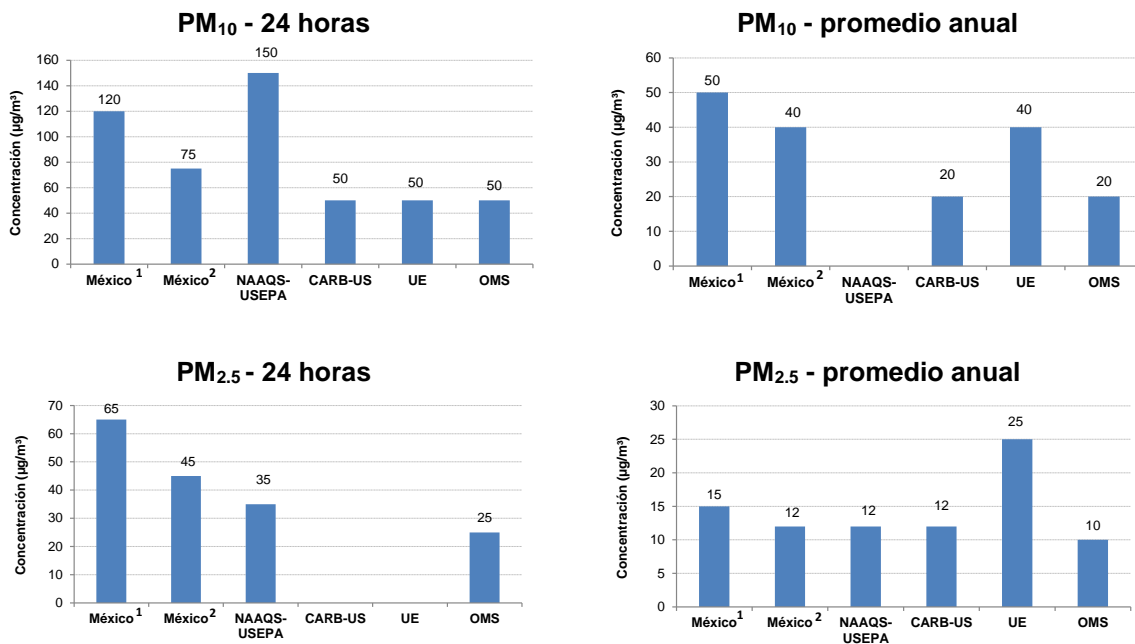 PM10 - 24 horas
Concentración (µg/m³)
160
140
120
100
80
60
40
20
0
120
75
150
50
50
50
México 1
México 2
NAAQS-
USEPA
CARB-US
UE
OMS
PM10 - promedio anual
Concentración (µg/m³)
60
50
40
30
20
10
0
50
40
20
40
20
México 1
México 2
NAAQS-
USEPA
CARB-US
UE
OMS
PM2.5 - 24 horas
Concentración (µg/m³)
70
60
50
40
30
20
10
0
65
45
35
25
México 1
México 2
NAAQS-
USEPA
CARB-US
UE
OMS
PM2.5 - promedio anual
Concentración (µg/m³)
30
25
20
15
10
5
0
15
12
12
12
25
10
México 1
México 2
NAAQS-
USEPA
CARB-US
UE
OMS